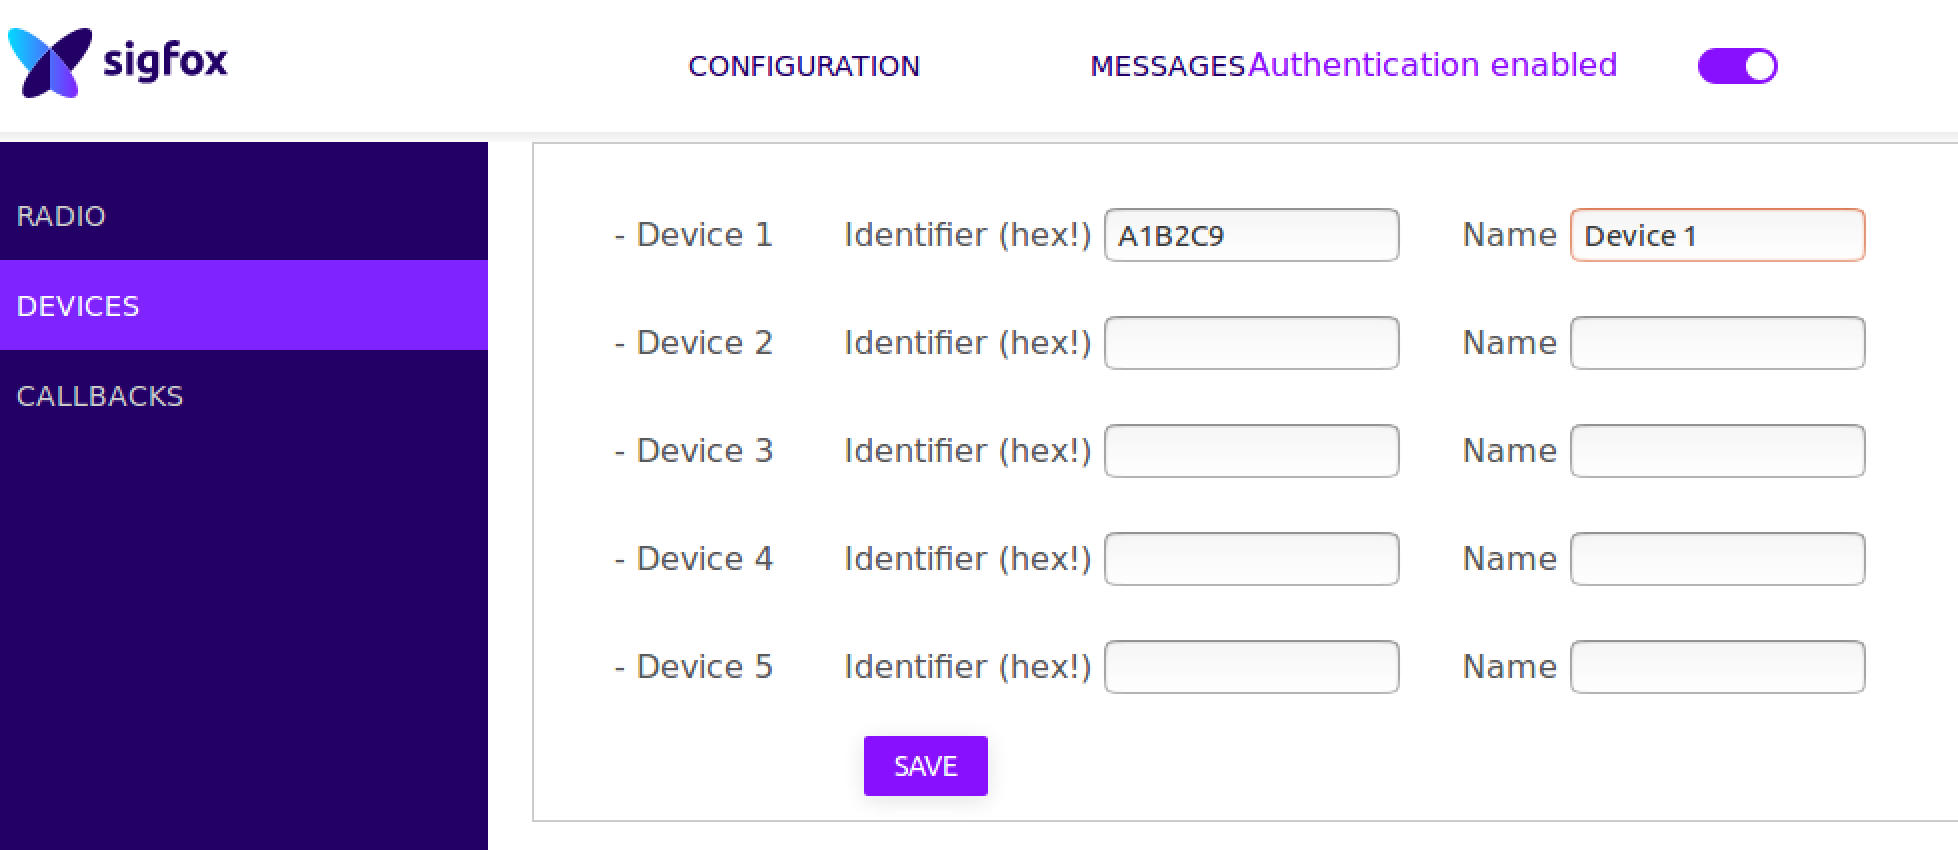 sigfox
CONFIGURATION
MESSAGES
Authentication enabled
RADIO
DEVICES
CALLBACKS
- Device 1 Identifier (hex!) A1B2C9 Name Device 1
- Device 2 Identifier (hex!) Name
- Device 3 Identifier (hex!) Name
- Device 4 Identifier (hex!) Name
- Device 5 Identifier (hex!) Name
SAVE